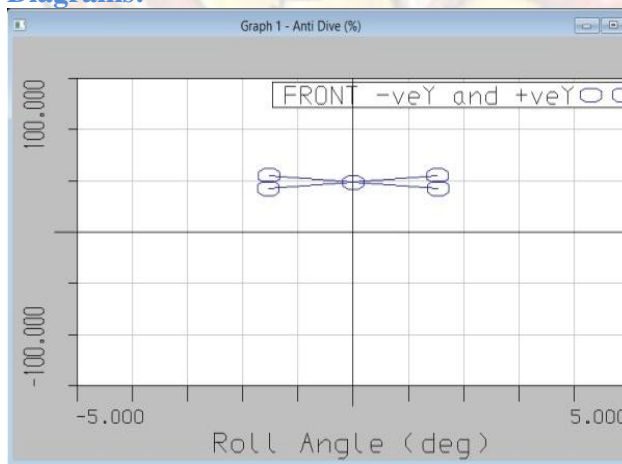 Diagrams:
Graph 1 - Anti Dive (%)
FRONT -veY and +veY
100.000
-100.000
-5.000
5.000
Roll Angle (deg)